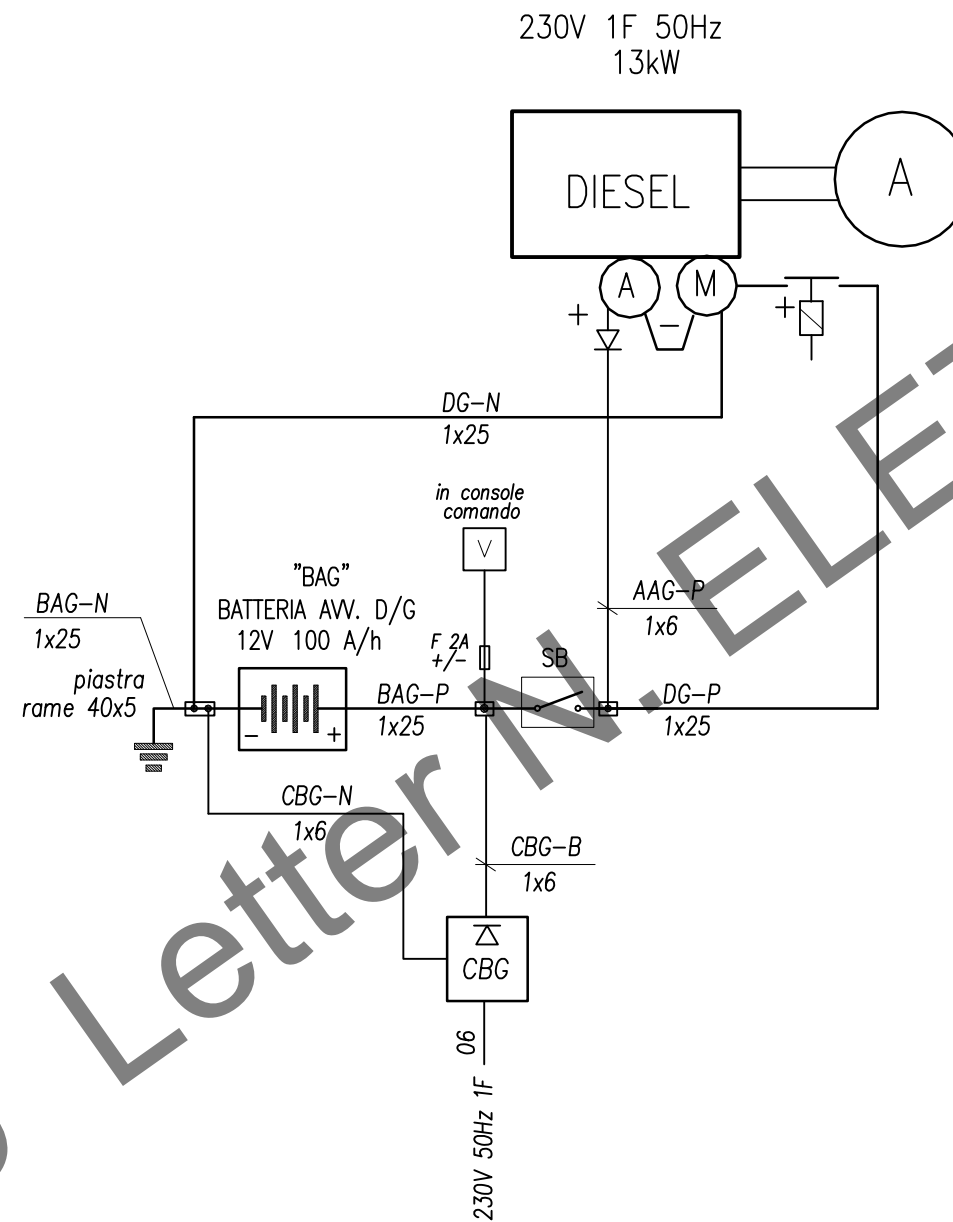 230V 1F 50Hz
13kW
DIESEL
A
A
M
+
−
+
DG-N
1x25
in console
comando
V
"BAG"
BATTERIA AVV. D/G
12V 100 A/h
F 2A
+/-
SB
AAG-P
1x6
BAG-N
1x25
piastra
rame 40x5
BAG-P
1x25
DG-P
1x25
−
+
CBG-N
1x6
CBG-B
1x6
CBG
06
230V 50Hz 1F
Letter N. ELE